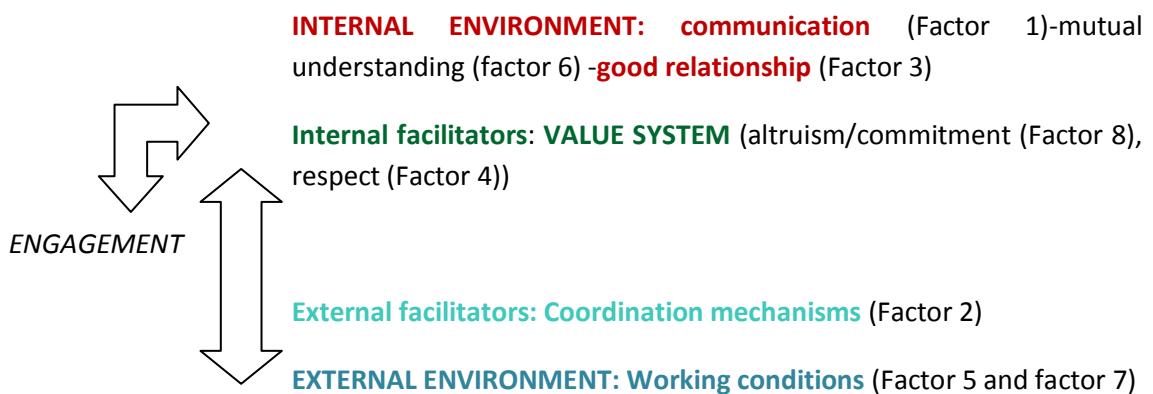 INTERNAL ENVIRONMENT: communication (Factor 1)-mutual
understanding (factor 6) -good relationship (Factor 3)
Internal facilitators: VALUE SYSTEM (altruism/commitment (Factor 8),
respect (Factor 4))
ENGAGEMENT
External facilitators: Coordination mechanisms (Factor 2)
EXTERNAL ENVIRONMENT: Working conditions (Factor 5 and factor 7)